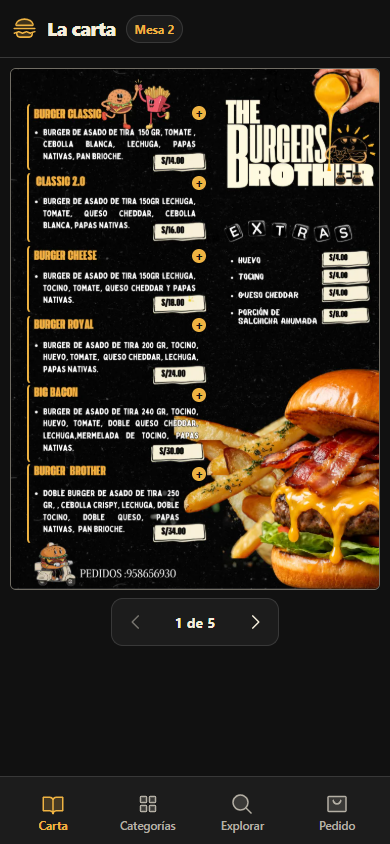 La carta
Mesa 2
BURGER CLASSIC
+
• BURGER DE ASADO DE TIRA 150 GR, TOMATE ,
CEBOLLA BLANCA, LECHUGA, PAPAS
NATIVAS, PAN BRIOCHE.
S/14.00
CLASSIC 2.0
+
• BURGER DE ASADO DE TIRA 150GR LECHUGA,
TOMATE, QUESO CHEDDAR, CEBOLLA
BLANCA, PAPAS NATIVAS.
S/16.00
BURGER CHEESE
+
• BURGER DE ASADO DE TIRA 150GR LECHUGA,
TOCINO, TOMATE, QUESO CHEDDAR Y PAPAS
NATIVAS.
S/18.00
BURGER ROYAL
+
• BURGER DE ASADO DE TIRA 200 GR, TOCINO,
HUEVO, TOMATE, QUESO CHEDDAR, LECHUGA,
PAPAS NATIVAS.
S/24.00
BIG BACON
+
• BURGER DE ASADO DE TIRA 240 GR, TOCINO,
HUEVO, TOMATE, DOBLE QUESO CHEDDAR,
LECHUGA,MERMELADA DE TOCINO, PAPAS
NATIVAS.
S/30.00
BURGER BROTHER
+
• DOBLE BURGER DE ASADO DE TIRA 250
GR, , CEBOLLA CRISPY, LECHUGA, DOBLE
TOCINO, DOBLE QUESO, PAPAS
NATIVAS, PAN BRIOCHE.
S/34.00
PEDIDOS :958656930
THE
BURGERS
BROTHER
EXTRAS
• HUEVO S/4.00
• TOCINO S/4.00
• QUESO CHEDDAR S/4.00
• PORCIÓN DE
SALCHICHA AHUMADA S/8.00
1 de 5
Carta
Categorías
Explorar
Pedido